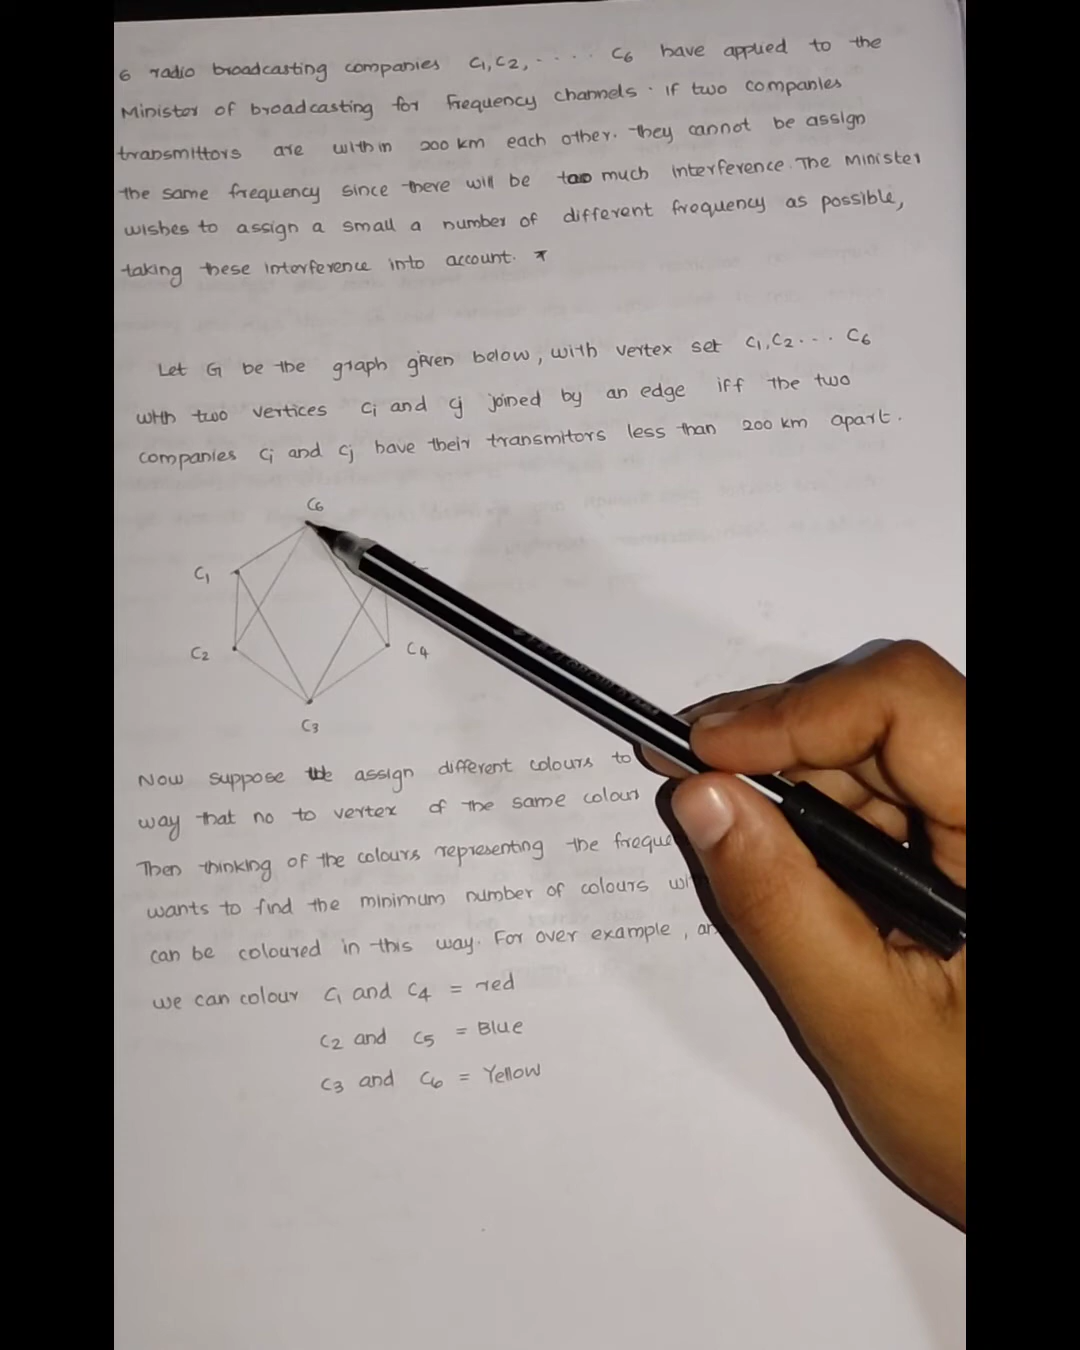 6 radio broadcasting companies C1, C2, ..... C6 have applied to the
Minister of broadcasting for frequency channels. If two companies
transmittors are within 200 km each other. They cannot be assign
the same frequency since there will be too much interference. The Minister
wishes to assign a small a number of different frequency as possible,
taking these interference into account.
Let G be the graph given below, with vertex set C1, C2 ... C6
with two vertices Ci and Cj joined by an edge iff the two
companies Ci and Cj have their transmitors less than 200 km apart.
C6
C1
C2
C4
C3
Now suppose we assign different colours to
way that no to vertex of the same colour
Then thinking of the colours representing the
wants to find the minimum number of colours
can be coloured in this way. For over example,
we can colour C1 and C4 = red
C2 and C5 = Blue
C3 and C6 = Yellow